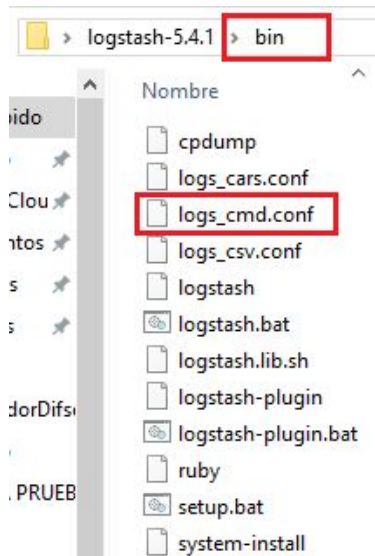 logstash-5.4.1 > bin
Nombre
ido
cpdump
logs_cars.conf
Clou
logs_cmd.conf
ntos
logs_csv.conf
s
logstash
s
logstash.bat
logstash.lib.sh
logstash-plugin
dorDifs
logstash-plugin.bat
ruby
PRUEB
setup.bat
system-install